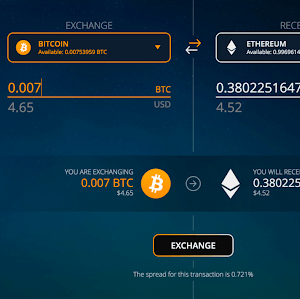 EXCHANGE
BITCOIN
Available: 0.00753959 BTC
0.007 BTC
4.65 USD
RECE
ETHEREUM
Available: 0.9969614
0.3802251647
4.52
YOU ARE EXCHANGING
0.007 BTC
$4.65
YOU WILL RECE
0.380225
$4.52
EXCHANGE
The spread for this transaction is 0.721%